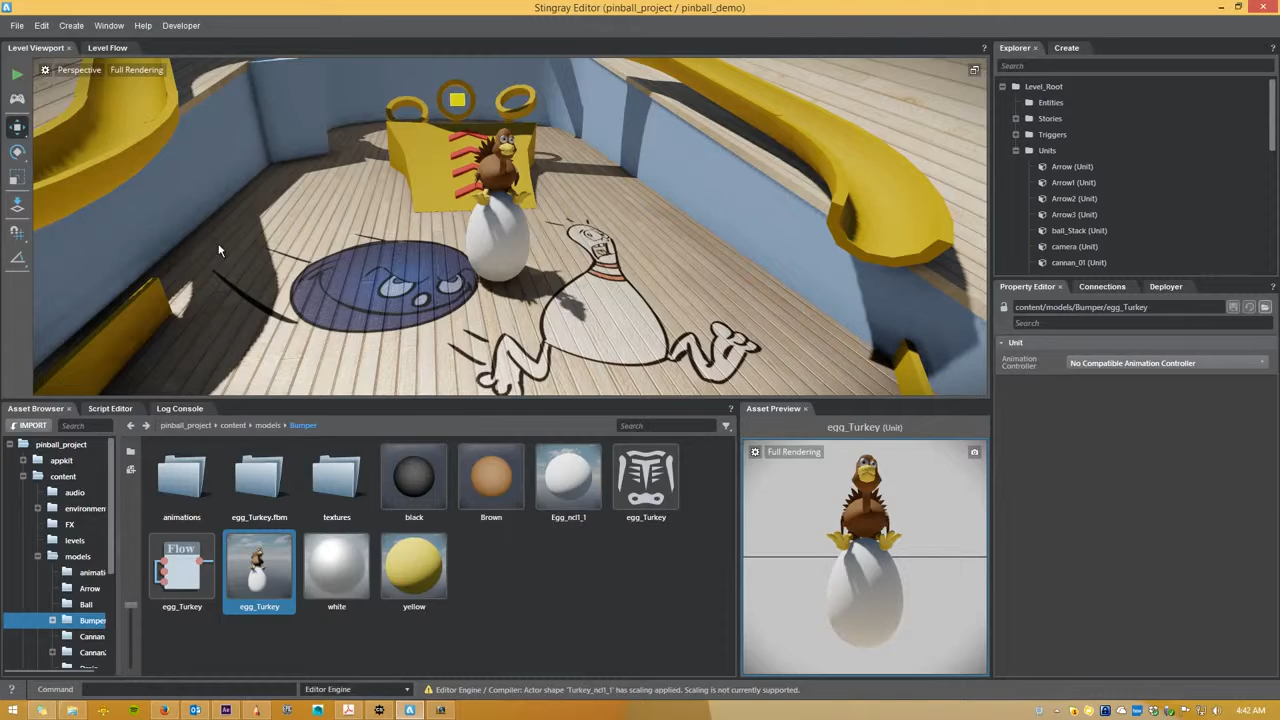 Stingray Editor (pinball_project / pinball_demo)
File Edit Create Window Help Developer
Level Viewport Level Flow ?
Perspective Full Rendering
Explorer Create ?
Search
Level_Root
Entities
Stories
Triggers
Units
Arrow (Unit)
Arrow1 (Unit)
Arrow2 (Unit)
Arrow3 (Unit)
ball_Stack (Unit)
camera (Unit)
cannan_01 (Unit)
Property Editor Connections Deployer ?
content/models/Bumper/egg_Turkey
Search
Unit
Animation Controller No Compatible Animation Controller
Asset Browser Script Editor Log Console ?
IMPORT Search
pinball_project content models Bumper Search
pinball_project
appkit
content
audio
environmen
FX
levels
models
animati
Arrow
Ball
Bumper
Cannan
Cannan2
animations egg_Turkey.fbm textures black Brown Egg_ncl1_1 egg_Turkey
Flow
egg_Turkey egg_Turkey white yellow
Asset Preview
egg_Turkey (Unit)
Full Rendering
? Command Editor Engine Editor Engine / Compiler: Actor shape 'Turkey_ncl1_1' has scaling applied. Scaling is not currently supported.
4:42 AM